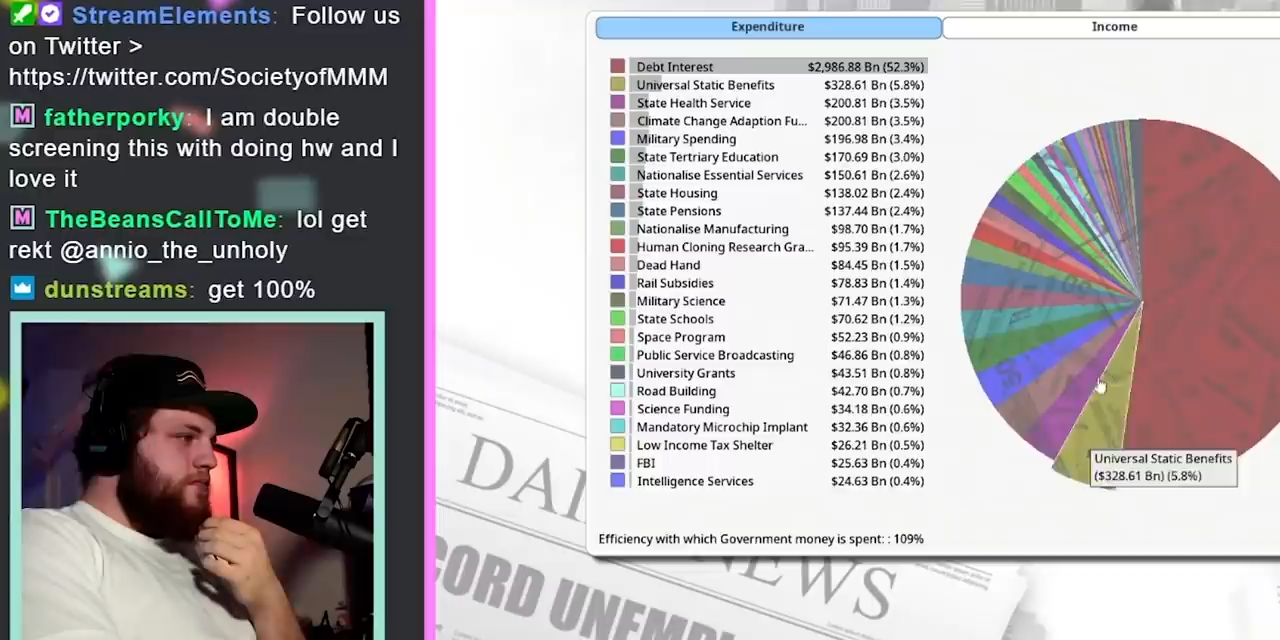 StreamElements: Follow us
on Twitter >
https://twitter.com/SocietyofMMM
fatherporky: I am double
screening this with doing hw and I
love it
TheBeansCallToMe: lol get
rekt @annio_the_unholy
dunstreams: get 100%
Expenditure
Income
Debt Interest $2,986.88 Bn (52.3%)
Universal Static Benefits $328.61 Bn (5.8%)
State Health Service $200.81 Bn (3.5%)
Climate Change Adaption Fu... $200.81 Bn (3.5%)
Military Spending $196.98 Bn (3.4%)
State Tertriary Education $170.69 Bn (3.0%)
Nationalise Essential Services $150.61 Bn (2.6%)
State Housing $138.02 Bn (2.4%)
State Pensions $137.44 Bn (2.4%)
Nationalise Manufacturing $98.70 Bn (1.7%)
Human Cloning Research Gra... $95.39 Bn (1.7%)
Dead Hand $84.45 Bn (1.5%)
Rail Subsidies $78.83 Bn (1.4%)
Military Science $71.47 Bn (1.3%)
State Schools $70.62 Bn (1.2%)
Space Program $52.23 Bn (0.9%)
Public Service Broadcasting $46.86 Bn (0.8%)
University Grants $43.51 Bn (0.8%)
Road Building $42.70 Bn (0.7%)
Science Funding $34.18 Bn (0.6%)
Mandatory Microchip Implant $32.36 Bn (0.6%)
Low Income Tax Shelter $26.21 Bn (0.5%)
FBI $25.63 Bn (0.4%)
Intelligence Services $24.63 Bn (0.4%)
Universal Static Benefits
($328.61 Bn) (5.8%)
Efficiency with which Government money is spent: : 109%
DAI
NEWS
CORD UNEMPL